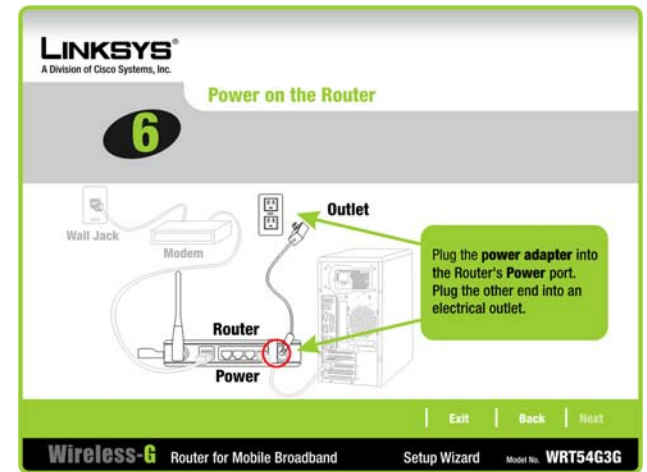 LINKSYS®
A Division of Cisco Systems, Inc.
Power on the Router
6
Wall Jack
Modem
Outlet
Plug the power adapter into
the Router's Power port.
Plug the other end into an
electrical outlet.
Router
Power
Exit
Back
Next
Wireless-G Router for Mobile Broadband Setup Wizard Model No. WRT54G3G